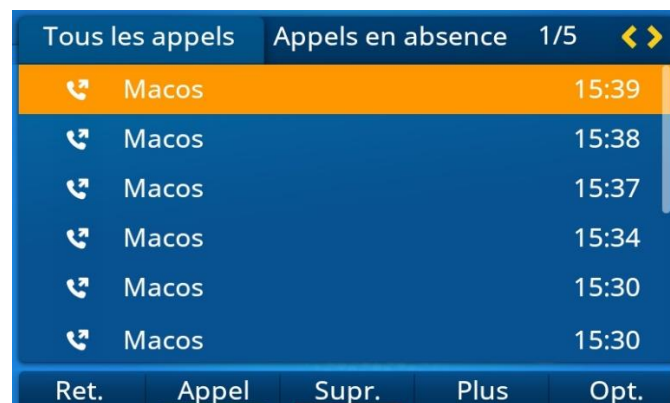 Tous les appels Appels en absence 1/5
Macos 15:39
Macos 15:38
Macos 15:37
Macos 15:34
Macos 15:30
Macos 15:30
Ret. Appel Supr. Plus Opt.